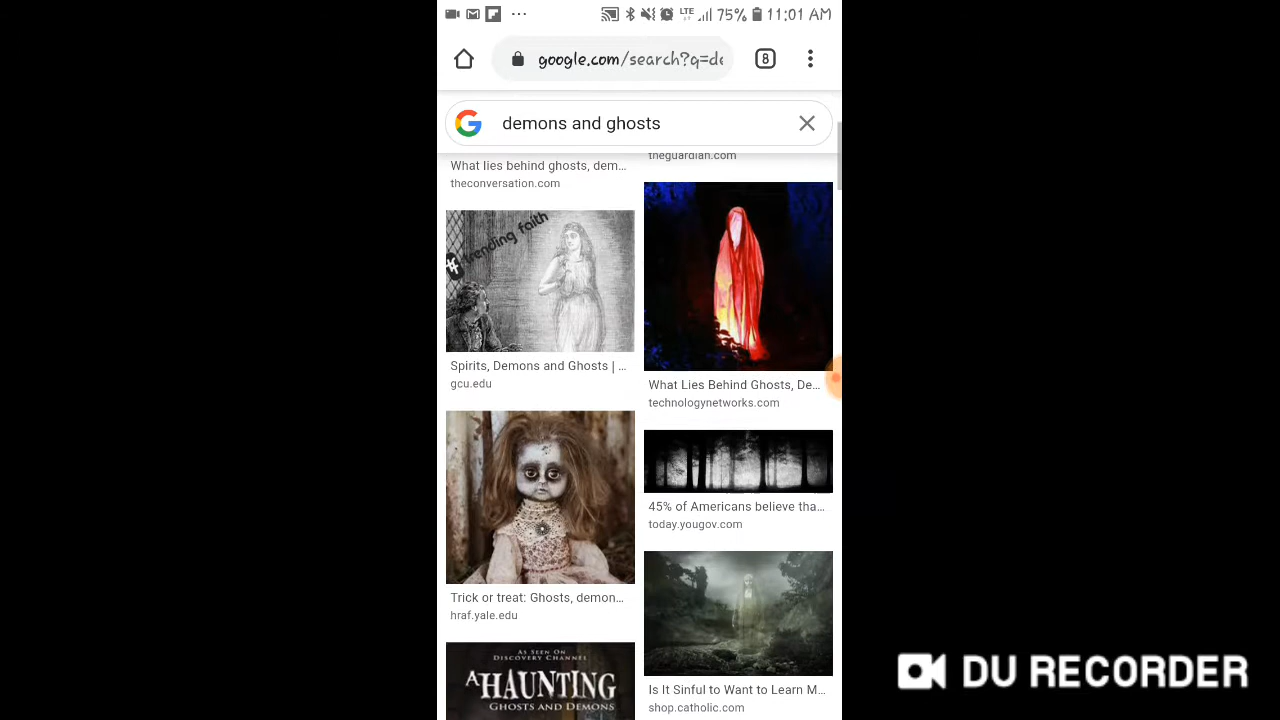 75% 11:01 AM
LTE
google.com/search?q=de
8
demons and ghosts
What lies behind ghosts, dem...
theconversation.com
theguardian.com
#trending faith
Spirits, Demons and Ghosts | ...
gcu.edu
What Lies Behind Ghosts, De...
technologynetworks.com
45% of Americans believe tha...
today.yougov.com
Trick or treat: Ghosts, demon...
hraf.yale.edu
AS SEEN ON
DISCOVERY CHANNEL
A HAUNTING
GHOSTS AND DEMONS
Is It Sinful to Want to Learn M...
shop.catholic.com
DU RECORDER